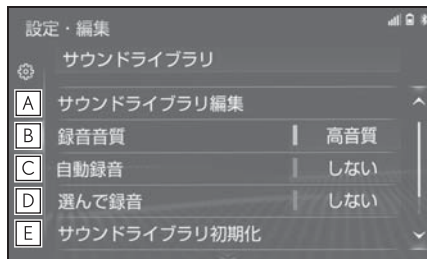 設定・編集
サウンドライブラリ
A サウンドライブラリ編集
B 録音音質 高音質
C 自動録音 しない
D 選んで録音 しない
E サウンドライブラリ初期化